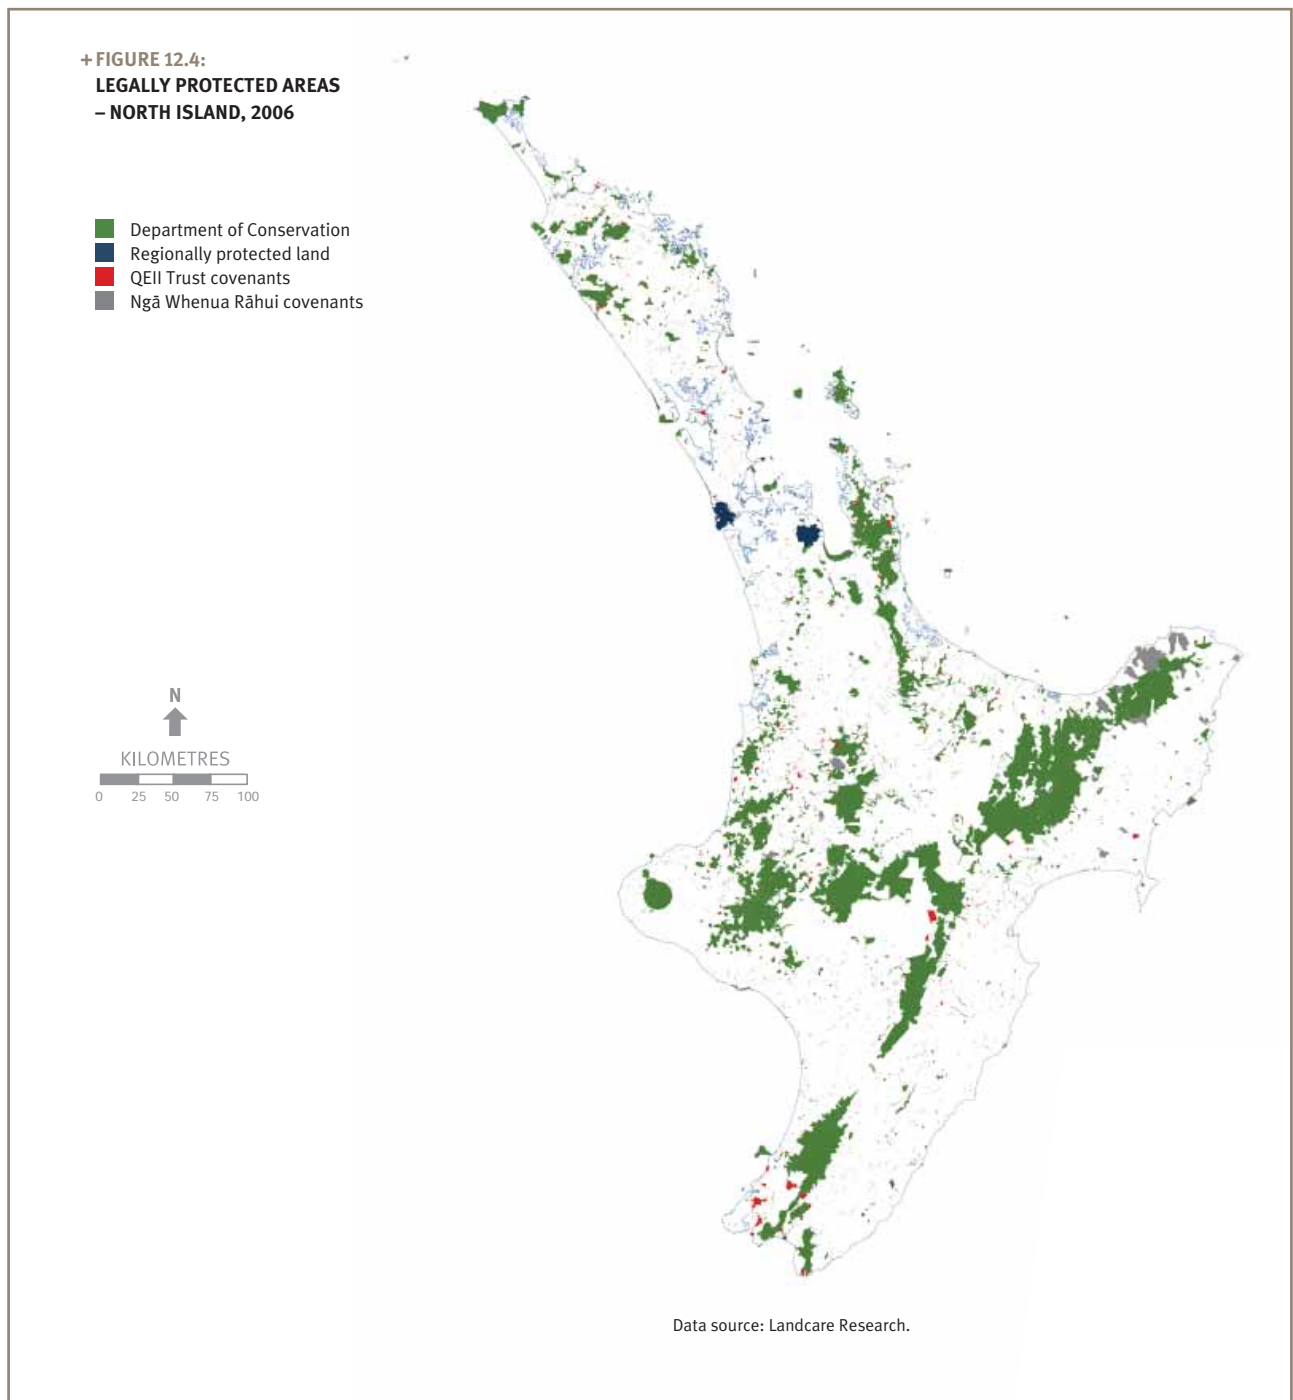 +FIGURE 12.4:
LEGALLY PROTECTED AREAS
– NORTH ISLAND, 2006
Department of Conservation
Regionally protected land
QEII Trust covenants
Ngā Whenua Rāhui covenants
N
KILOMETRES
0 25 50 75 100
Data source: Landcare Research.